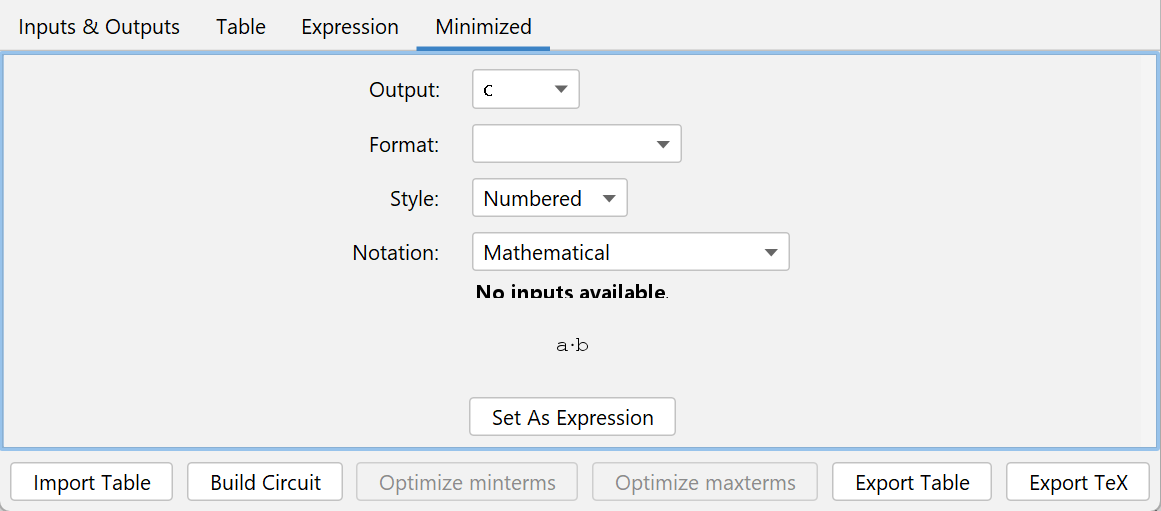 Inputs & Outputs Table Expression Minimized
Output: c
Format:
Style: Numbered
Notation: Mathematical
No inputs available.
a·b
Set As Expression
Import Table Build Circuit Optimize minterms Optimize maxterms Export Table Export TeX